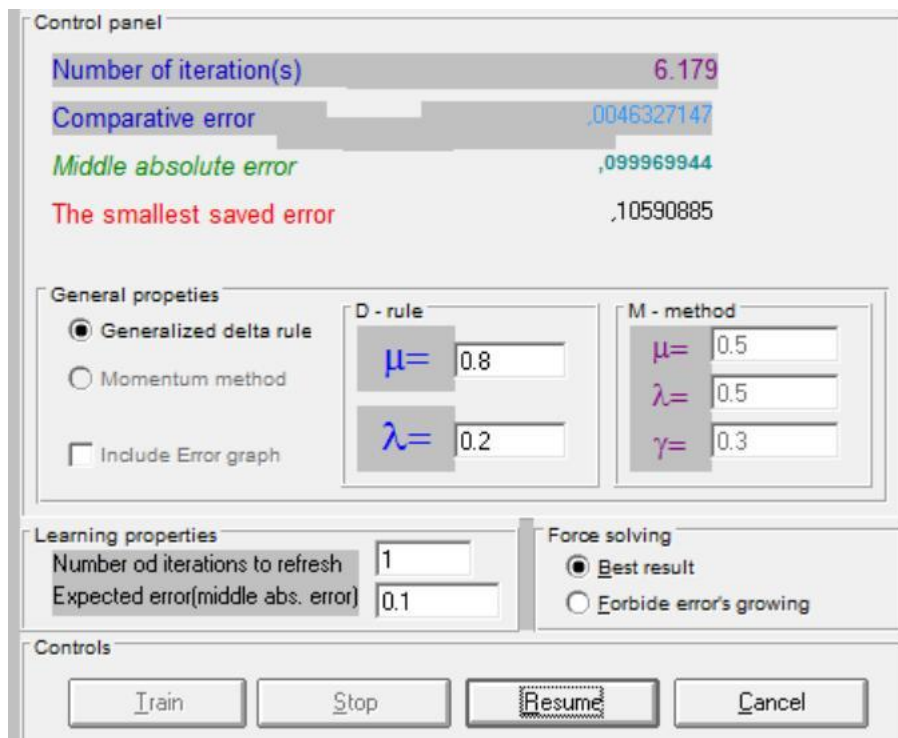 Control panel
Number of iteration(s) 6.179
Comparative error ,0046327147
Middle absolute error ,099969944
The smallest saved error ,10590885
General propeties
Generalized delta rule
Momentum method
Include Error graph
D - rule
μ= 0.8
λ= 0.2
M - method
μ= 0.5
λ= 0.5
γ= 0.3
Learning properties
Number od iterations to refresh 1
Expected error(middle abs. error) 0.1
Force solving
Best result
Forbide error's growing
Controls
Train Stop Resume Cancel